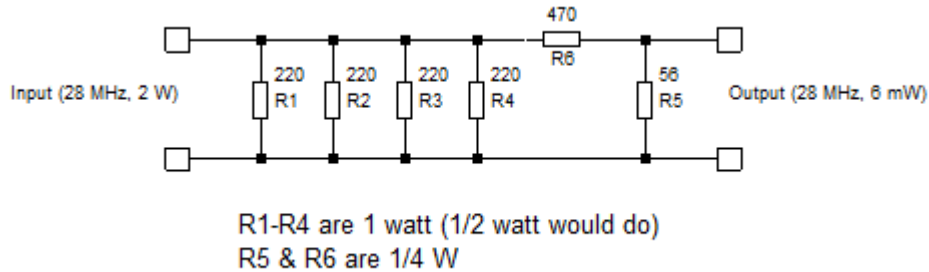 470
R6
220
R1
220
R2
220
R3
220
R4
56
R5
Input (28 MHz, 2 W)
Output (28 MHz, 6 mW)
R1-R4 are 1 watt (1/2 watt would do)
R5 & R6 are 1/4 W